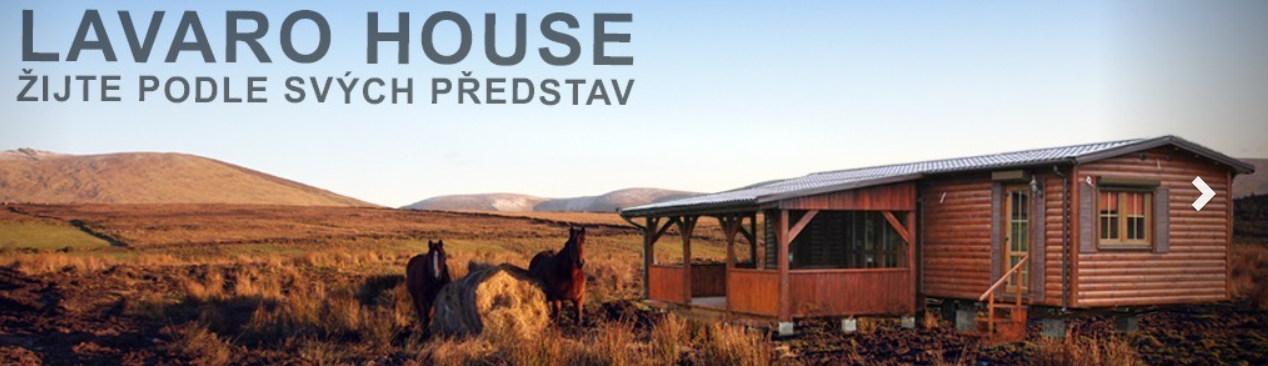 LAVARO HOUSE
ŽIJTE PODLE SVÝCH PŘEDSTAV